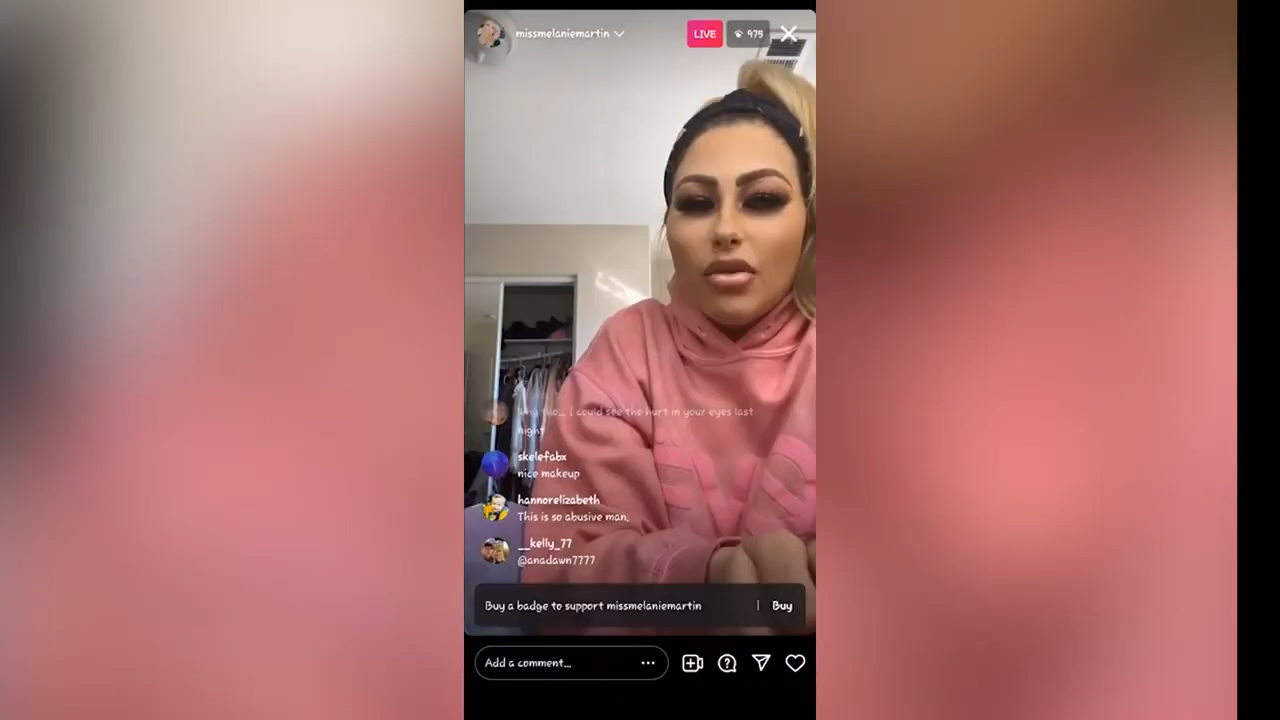 missmelaniemartin
LIVE
975
I could see the hurt in your eyes last
night
skelefabx
nice makeup
hannorelizabeth
This is so abusive man.
__kelly_77
@anadawn7777
Buy a badge to support missmelaniemartin | Buy
Add a comment...